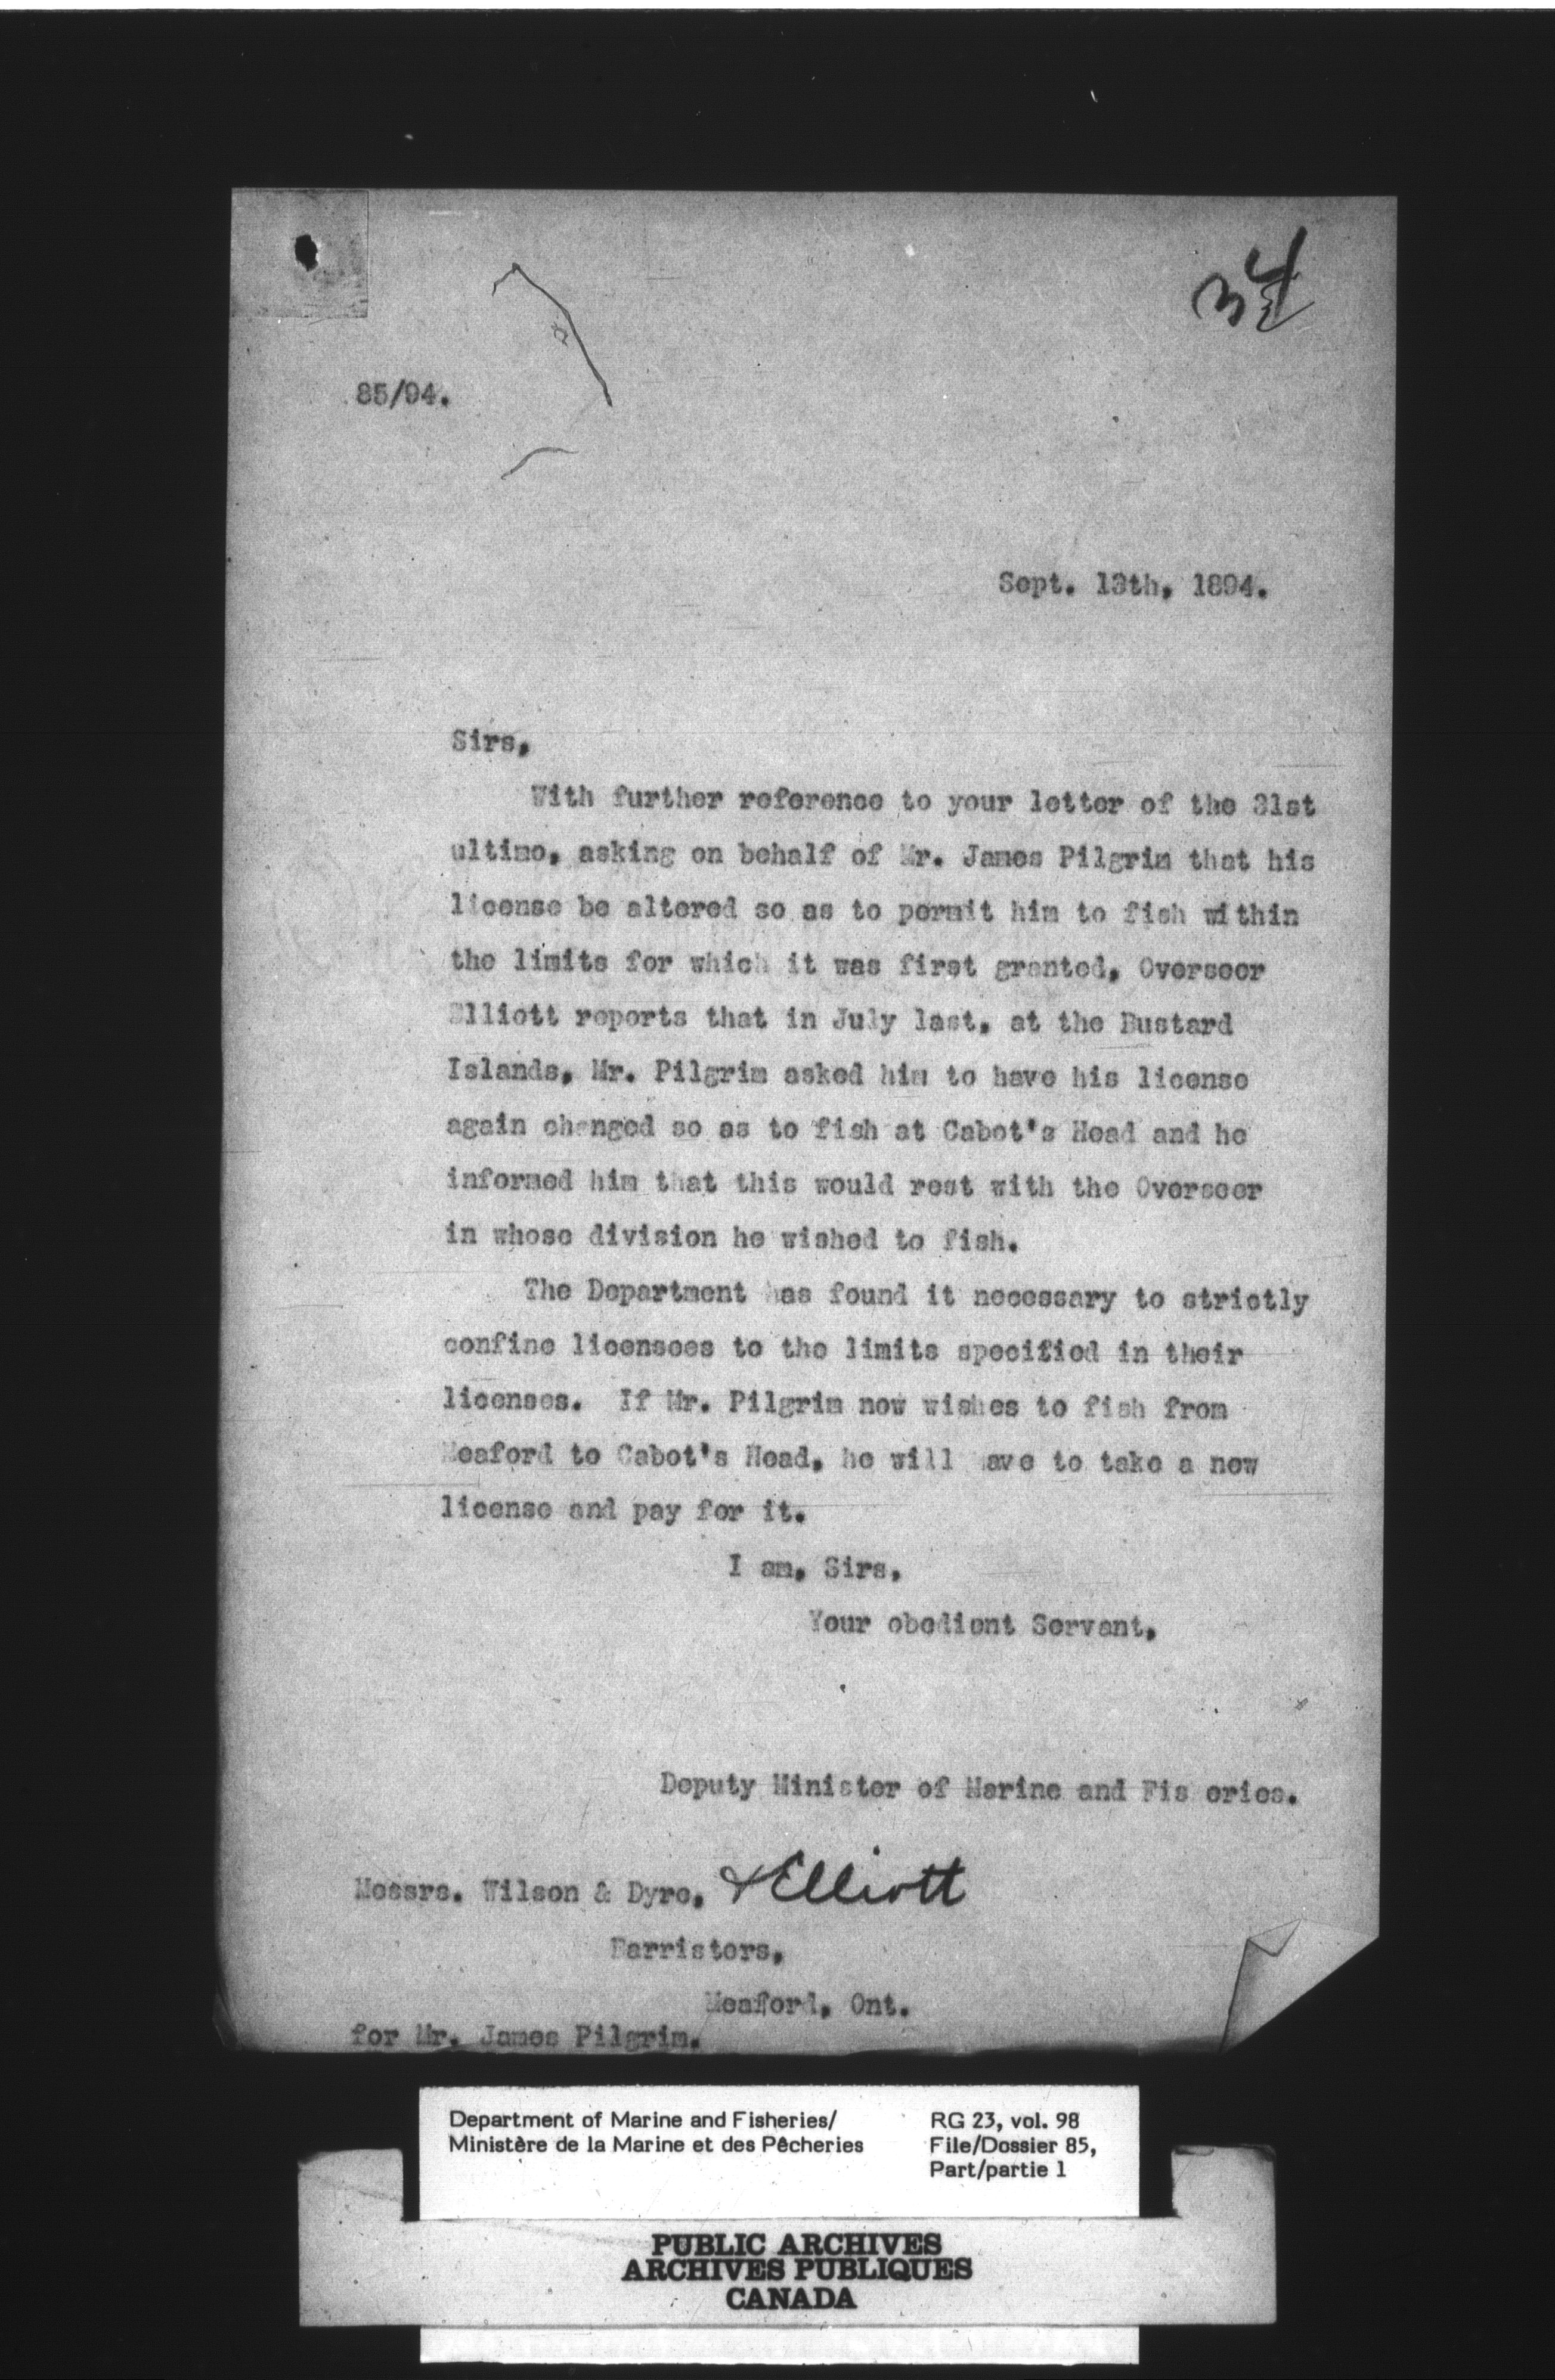 34
85/94.
Sept. 13th, 1894.
Sirs,
With further reference to your letter of the 31st
ultimo, asking on behalf of Mr. James Pilgrim that his
license be altered so as to permit him to fish within
the limits for which it was first granted, Overseer
Elliott reports that in July last, at the Bustard
Islands, Mr. Pilgrim asked him to have his license
again changed so as to fish at Cabot's Head and he
informed him that this would rest with the Overseer
in whose division he wished to fish.
The Department has found it necessary to strictly
confine licensees to the limits specified in their
licenses. If Mr. Pilgrim now wishes to fish from
Meaford to Cabot's Head, he will have to take a new
license and pay for it.
I am, Sirs,
Your obedient Servant,
Deputy Minister of Marine and Fisheries.
Messrs. Wilson & Dyre, & Elliott
Barristers,
Meaford, Ont.
for Mr. James Pilgrim.
Department of Marine and Fisheries/
Ministère de la Marine et des Pêcheries
RG 23, vol. 98
File/Dossier 85,
Part/partie 1
PUBLIC ARCHIVES
ARCHIVES PUBLIQUES
CANADA